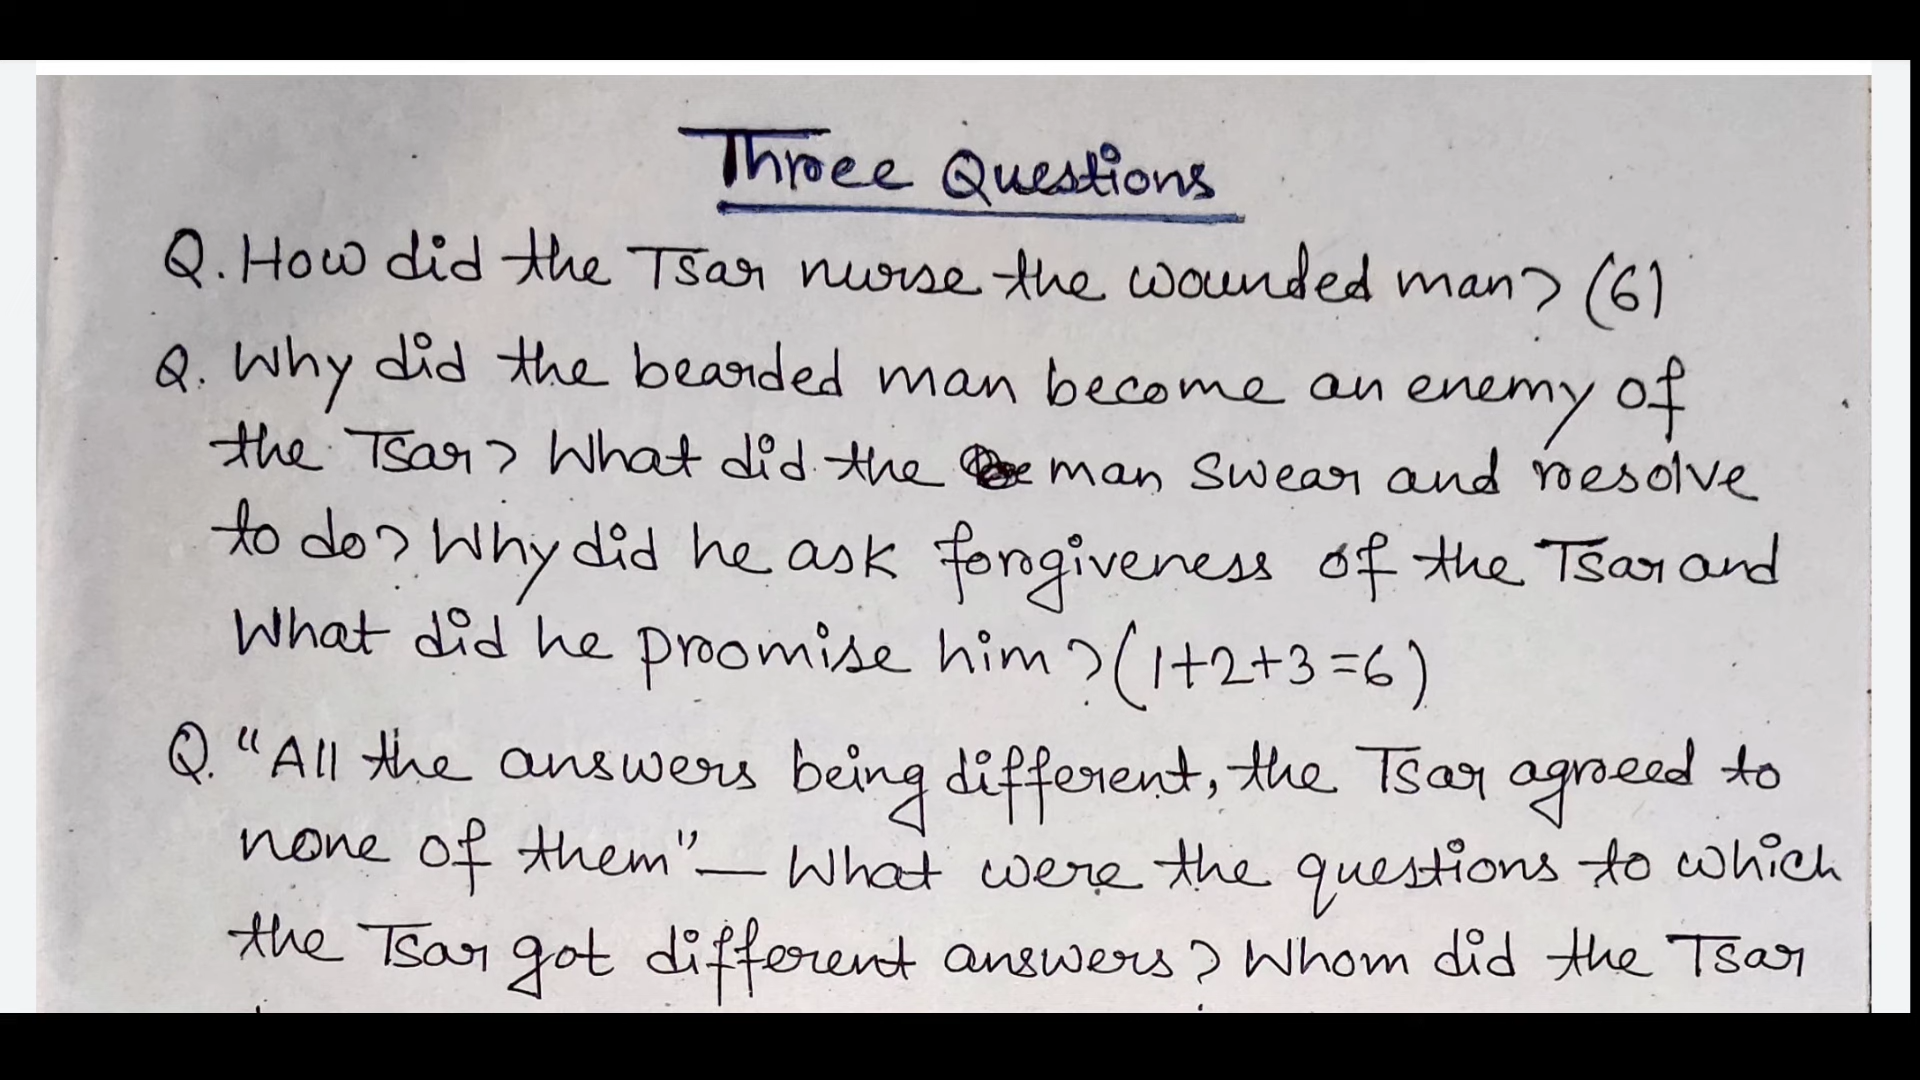 Three Questions
Q. How did the Tsar nurse the wounded man? (6)
Q. Why did the bearded man become an enemy of
the Tsar? What did the man swear and resolve
to do? Why did he ask forgiveness of the Tsar and
What did he promise him? (1+2+3=6)
Q. "All the answers being different, the Tsar agreed to
none of them" — What were the questions to which
the Tsar got different answers? Whom did the Tsar